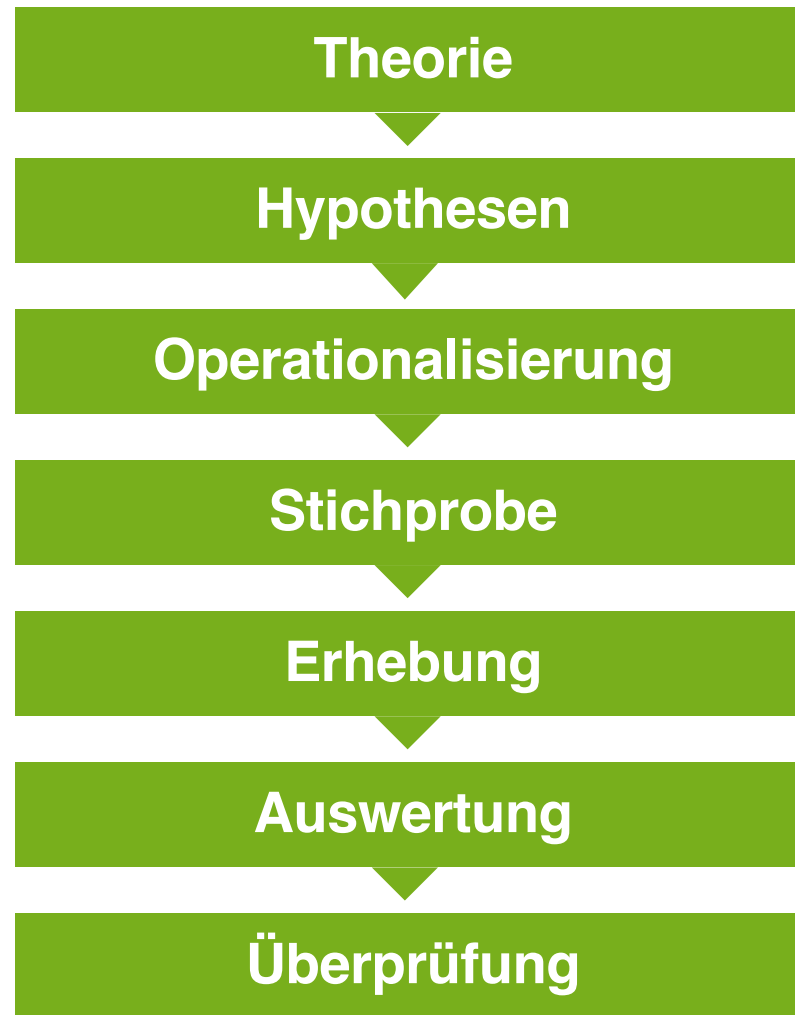 Theorie
Hypothesen
Operationalisierung
Stichprobe
Erhebung
Auswertung
Überprüfung